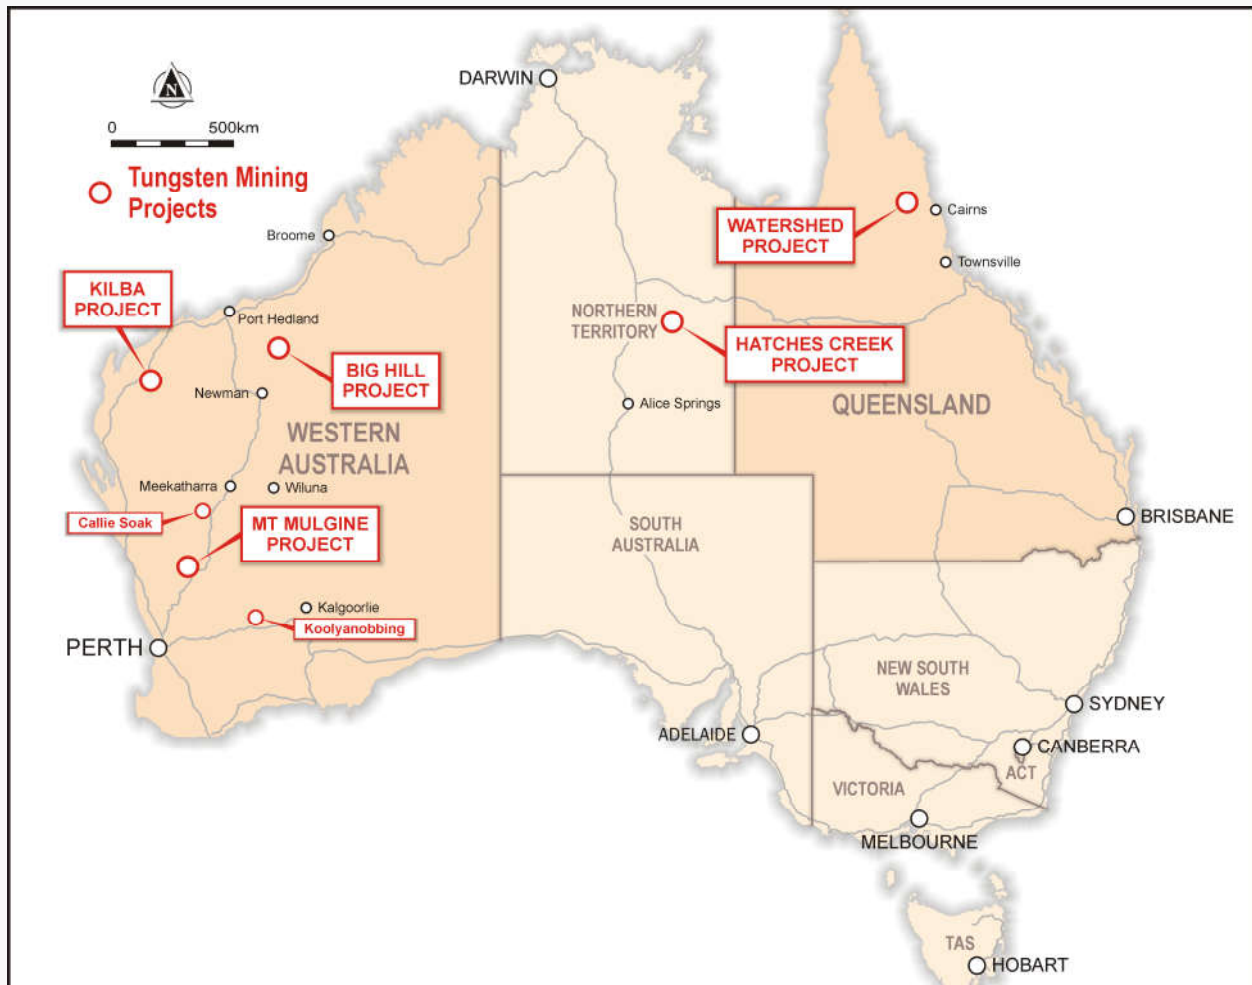 DARWIN
N
0 500km
Tungsten Mining
Projects
WATERSHED
PROJECT
Cairns
Broome
Townsville
KILBA
PROJECT
Port Hedland
NORTHERN
TERRITORY
HATCHES CREEK
PROJECT
BIG HILL
PROJECT
Newman
Alice Springs
QUEENSLAND
WESTERN
AUSTRALIA
Meekatharra
Wiluna
Callie Soak
MT MULGINE
PROJECT
SOUTH
AUSTRALIA
BRISBANE
Kalgoorlie
Koolyanobbing
PERTH
NEW SOUTH
WALES
SYDNEY
ADELAIDE
CANBERRA
ACT
VICTORIA
MELBOURNE
TAS
HOBART